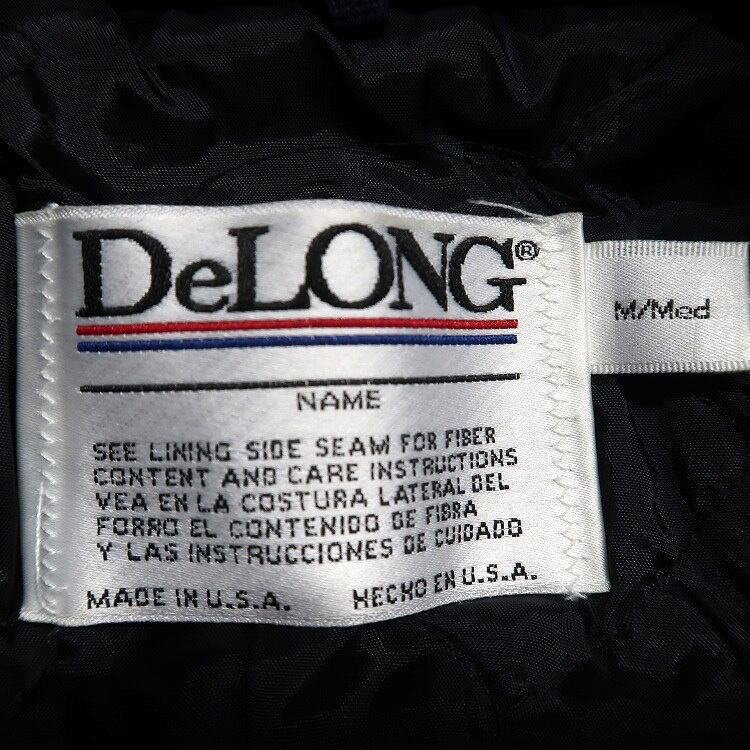 DeLONG®
M/Med
NAME
SEE LINING SIDE SEAM FOR FIBER
CONTENT AND CARE INSTRUCTIONS
VEA EN LA COSTURA LATERAL DEL
FORRO EL CONTENIDO DE FIBRA
Y LAS INSTRUCCIONES DE CUIDADO
MADE IN U.S.A. HECHO EN U.S.A.